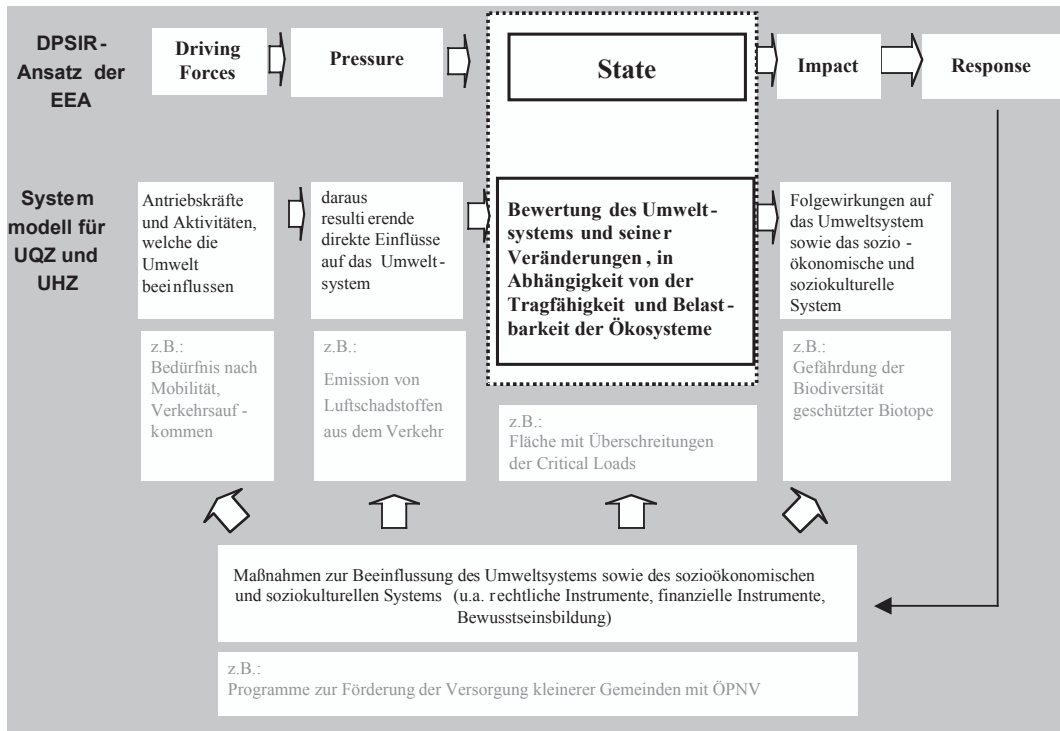 DPSIR-
Ansatz der
EEA
Driving
Forces
Pressure
State
Impact
Response
System
modell für
UQZ und
UHZ
Antriebskräfte
und Aktivitäten,
welche die
Umwelt
beeinflussen
daraus
resultierende
direkte Einflüsse
auf das Umwelt-
system
Bewertung des Umwelt-
systems und seiner
Veränderungen, in
Abhängigkeit von der
Tragfähigkeit und Belast-
barkeit der Ökosysteme
Folgewirkungen auf
das Umweltsystem
sowie das sozio-
ökonomische und
soziokulturelle
System
z.B.:
Bedürfnis nach
Mobilität,
Verkehrsauf-
kommen
z.B.:
Emission von
Luftschadstoffen
aus dem Verkehr
z.B.:
Fläche mit Überschreitungen
der Critical Loads
z.B.:
Gefährdung der
Biodiversität
geschützter Biotope
Maßnahmen zur Beeinflussung des Umweltsystems sowie des sozioökonomischen
und soziokulturellen Systems (u.a. rechtliche Instrumente, finanzielle Instrumente,
Bewusstseinsbildung)
z.B.:
Programme zur Förderung der Versorgung kleinerer Gemeinden mit ÖPNV